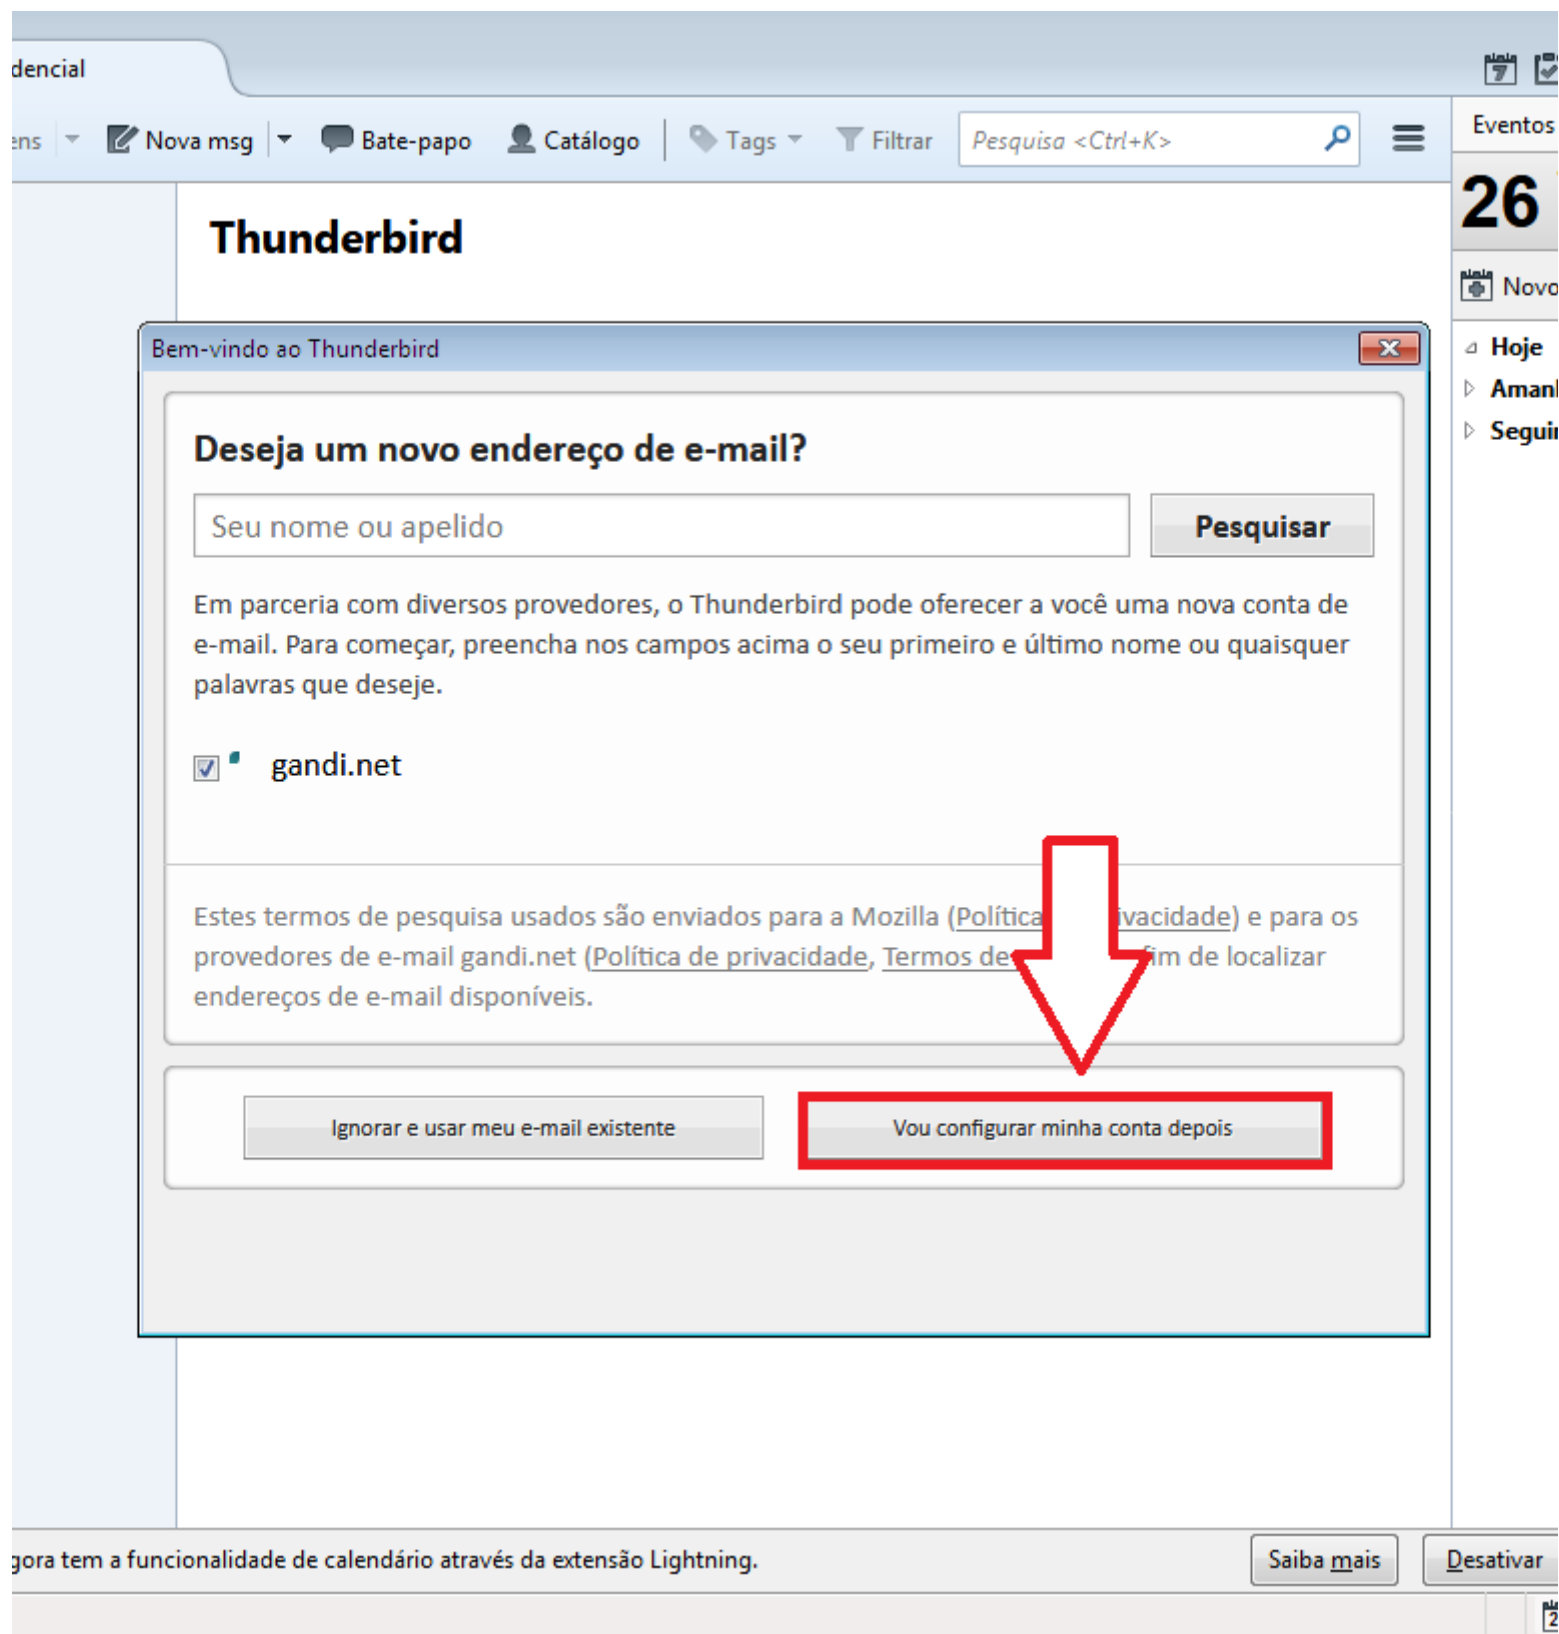 dencial
ens Nova msg Bate-papo Catálogo Tags Filtrar Pesquisa <Ctrl+K>
Eventos
26
Thunderbird
Novo
Bem-vindo ao Thunderbird
Hoje
Aman
Segui
Deseja um novo endereço de e-mail?
Seu nome ou apelido Pesquisar
Em parceria com diversos provedores, o Thunderbird pode oferecer a você uma nova conta de
e-mail. Para começar, preencha nos campos acima o seu primeiro e último nome ou quaisquer
palavras que deseje.
gandi.net
Estes termos de pesquisa usados são enviados para a Mozilla (Política ivacidade) e para os
provedores de e-mail gandi.net (Política de privacidade, Termos de fim de localizar
endereços de e-mail disponíveis.
Ignorar e usar meu e-mail existente Vou configurar minha conta depois
gora tem a funcionalidade de calendário através da extensão Lightning. Saiba mais Desativar